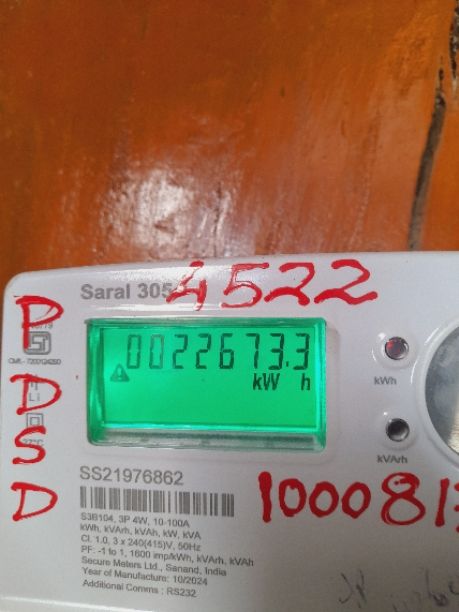 Saral 305
4522
P
D
S
D
0022673.3
kW h
kWh
kVArh
SS21976862
100081
S3B104, 3P 4W, 10-100A
kWh, kVArh, kVAh, kW, kVA
Cl. 1.0, 3 x 240(415)V, 50Hz
PF: -1 to 1, 1600 imp/kWh, kVArh, kVAh
Secure Meters Ltd., Sanand, India
Year of Manufacture: 10/2024
Additional Comms : RS232